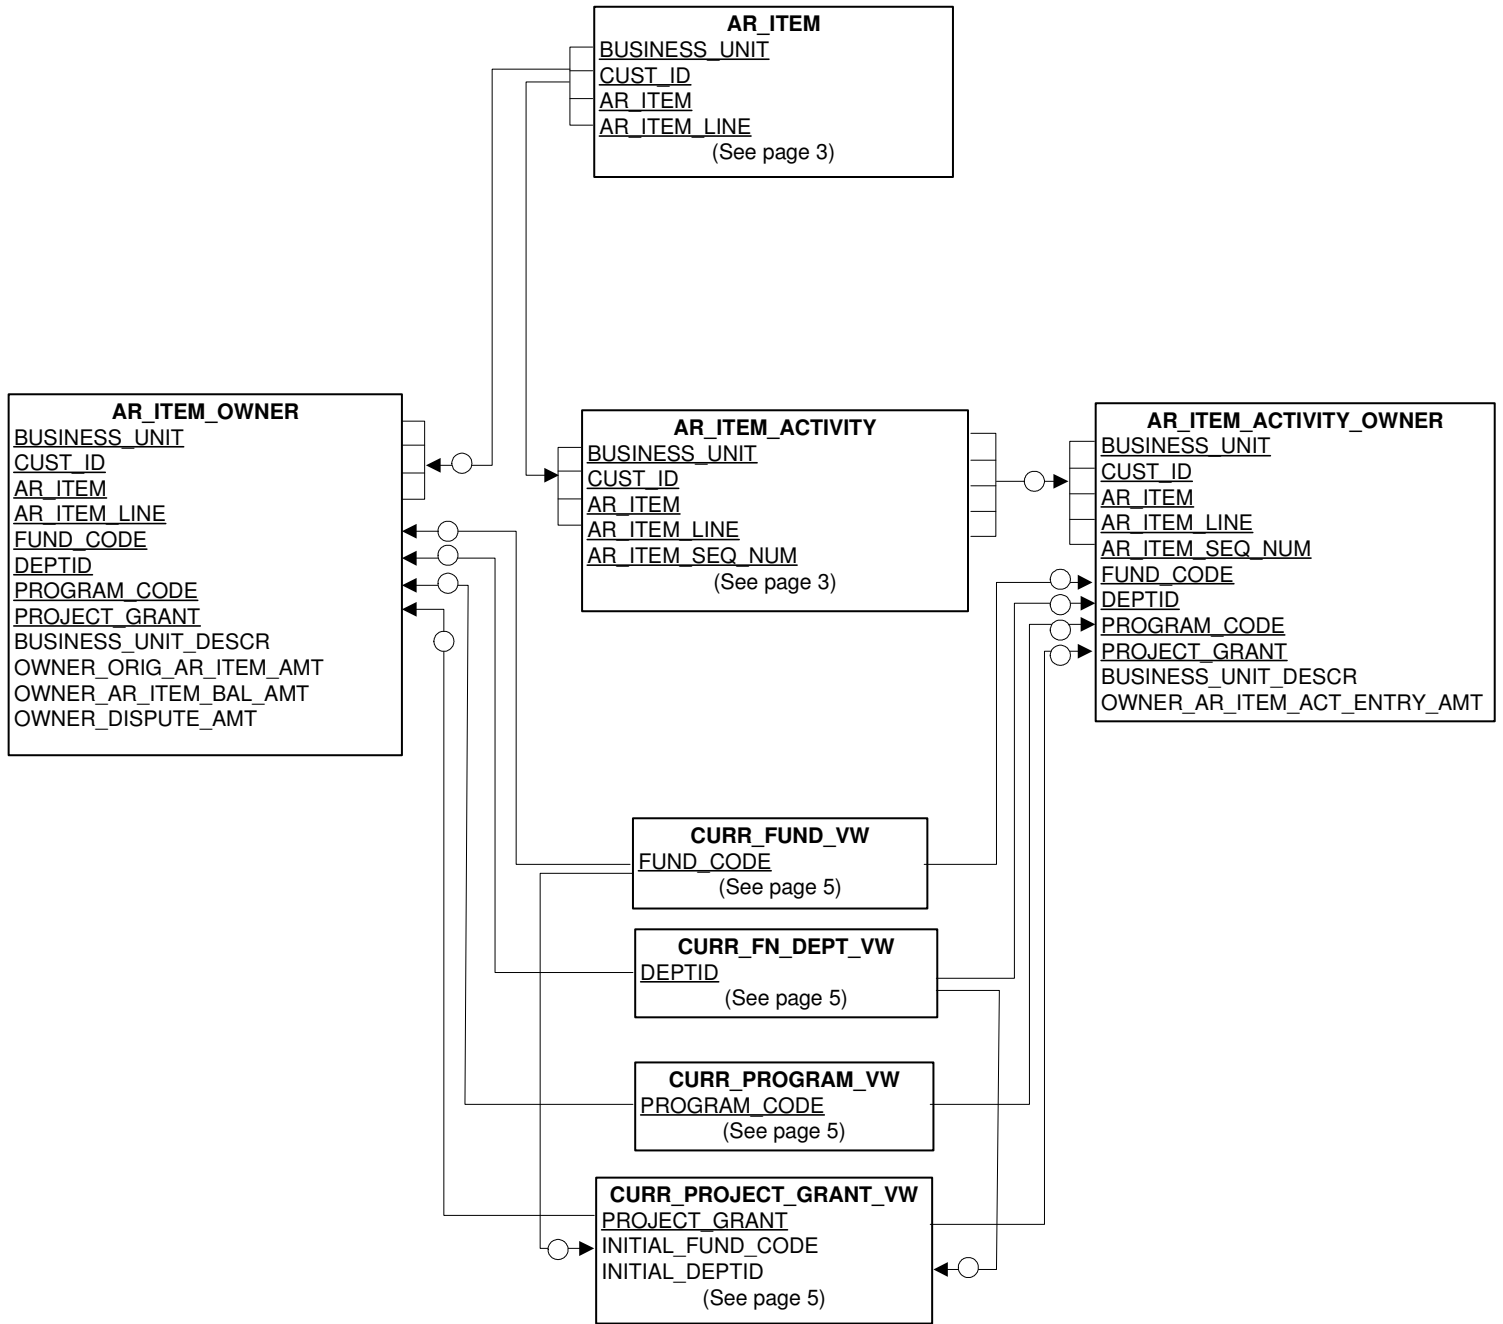 AR_ITEM
BUSINESS_UNIT
CUST_ID
AR_ITEM
AR_ITEM_LINE
(See page 3)
AR_ITEM_OWNER
BUSINESS_UNIT
CUST_ID
AR_ITEM
AR_ITEM_LINE
FUND_CODE
DEPTID
PROGRAM_CODE
PROJECT_GRANT
BUSINESS_UNIT_DESCR
OWNER_ORIG_AR_ITEM_AMT
OWNER_AR_ITEM_BAL_AMT
OWNER_DISPUTE_AMT
AR_ITEM_ACTIVITY
BUSINESS_UNIT
CUST_ID
AR_ITEM
AR_ITEM_LINE
AR_ITEM_SEQ_NUM
(See page 3)
AR_ITEM_ACTIVITY_OWNER
BUSINESS_UNIT
CUST_ID
AR_ITEM
AR_ITEM_LINE
AR_ITEM_SEQ_NUM
FUND_CODE
DEPTID
PROGRAM_CODE
PROJECT_GRANT
BUSINESS_UNIT_DESCR
OWNER_AR_ITEM_ACT_ENTRY_AMT
CURR_FUND_VW
FUND_CODE
(See page 5)
CURR_FN_DEPT_VW
DEPTID
(See page 5)
CURR_PROGRAM_VW
PROGRAM_CODE
(See page 5)
CURR_PROJECT_GRANT_VW
PROJECT_GRANT
INITIAL_FUND_CODE
INITIAL_DEPTID
(See page 5)